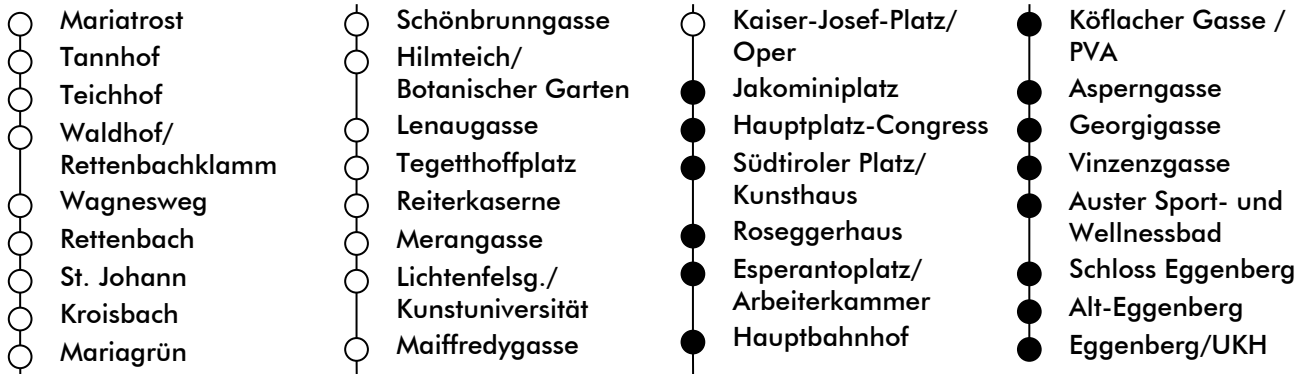 Mariatrost
Tannhof
Teichhof
Waldhof/
Rettenbachklamm
Wagnesweg
Rettenbach
St. Johann
Kroisbach
Mariagrün
Schönbrunngasse
Hilmteich/
Botanischer Garten
Lenaugasse
Tegetthoffplatz
Reiterkaserne
Merangasse
Lichtenfelsg./
Kunstuniversität
Maiffredygasse
Kaiser-Josef-Platz/
Oper
Jakominiplatz
Hauptplatz-Congress
Südtiroler Platz/
Kunsthaus
Roseggerhaus
Esperantoplatz/
Arbeiterkammer
Hauptbahnhof
Köflacher Gasse /
PVA
Asperngasse
Georgigasse
Vinzenzgasse
Auster Sport- und
Wellnessbad
Schloss Eggenberg
Alt-Eggenberg
Eggenberg/UKH